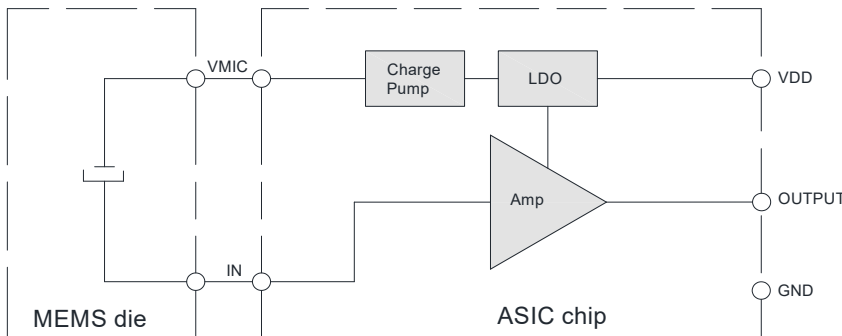 VMIC
Charge
Pump
LDO
VDD
Amp
OUTPUT
IN
GND
MEMS die
ASIC chip